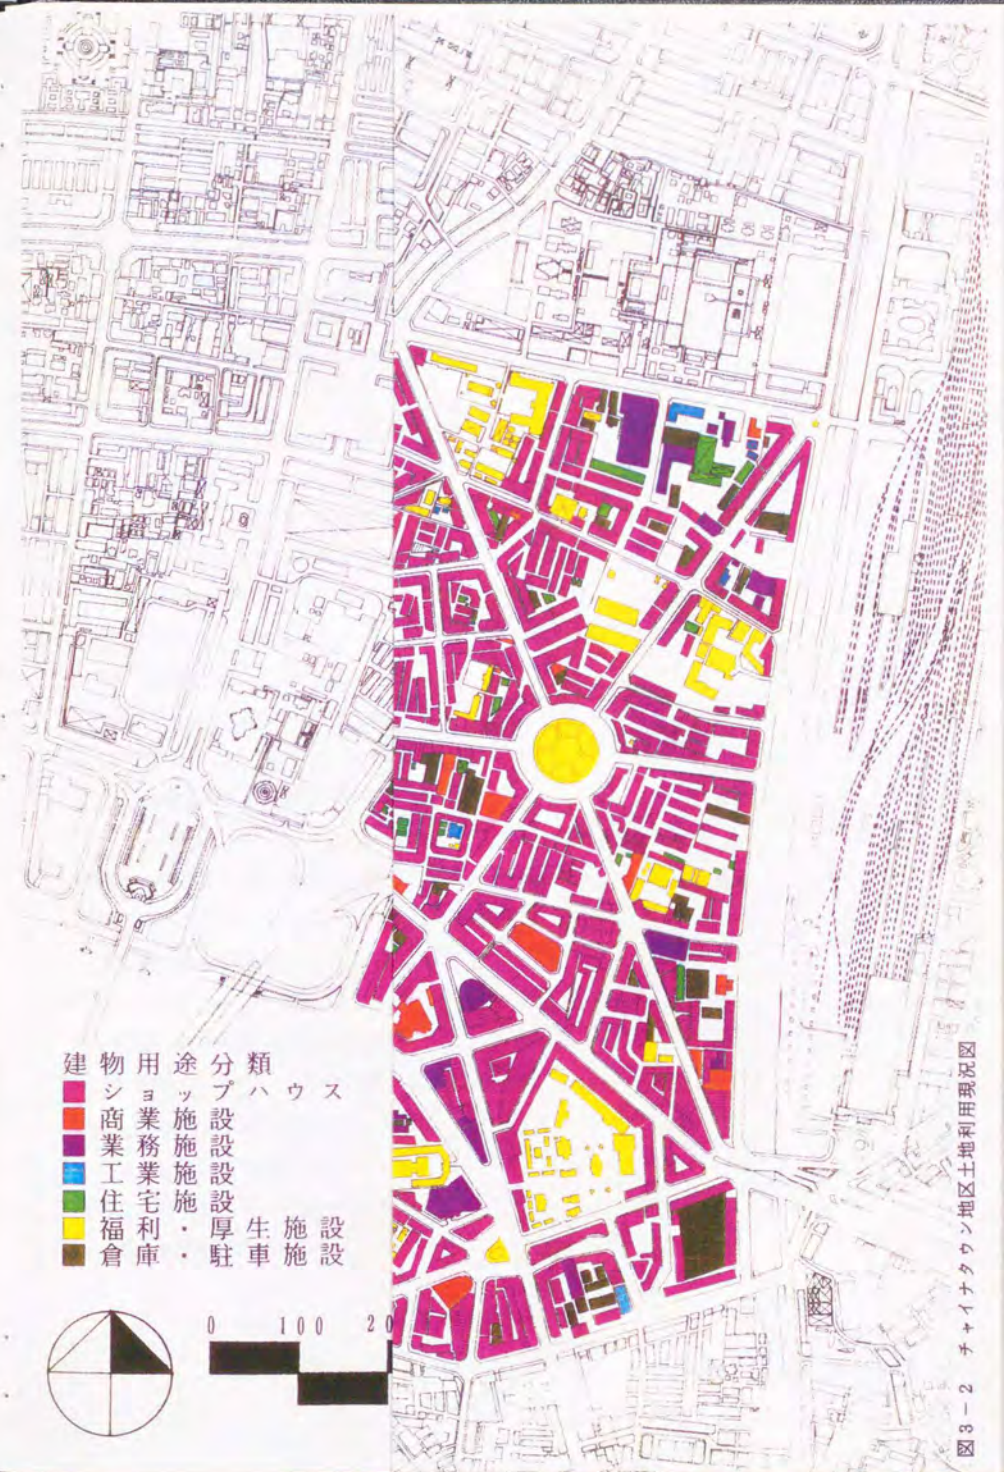 建物用途分類
ショップハウス
商業施設
業務施設
工業施設
住宅施設
福利・厚生施設
倉庫・駐車施設
0 100 20
図3-2 チャイナタウン地区土地利用現況図